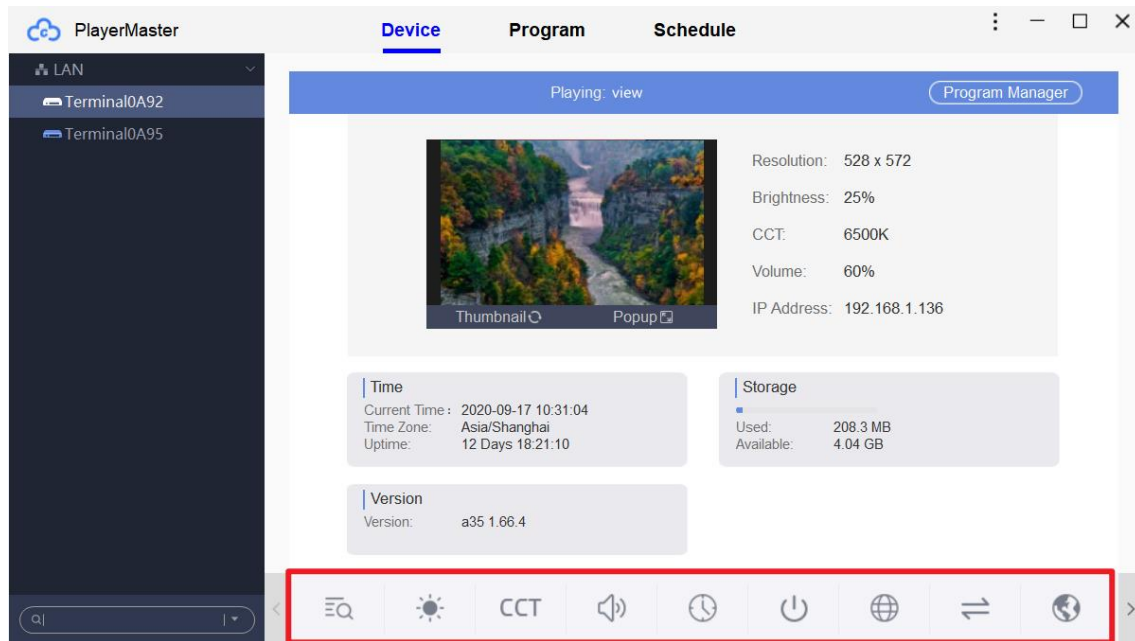 PlayerMaster
Device Program Schedule
LAN
Terminal0A92
Terminal0A95
Playing: view
Program Manager
Resolution: 528 x 572
Brightness: 25%
CCT: 6500K
Volume: 60%
IP Address: 192.168.1.136
Thumbnail Popup
Time
Current Time: 2020-09-17 10:31:04
Time Zone: Asia/Shanghai
Uptime: 12 Days 18:21:10
Storage
Used: 208.3 MB
Available: 4.04 GB
Version
Version: a35 1.66.4
CCT